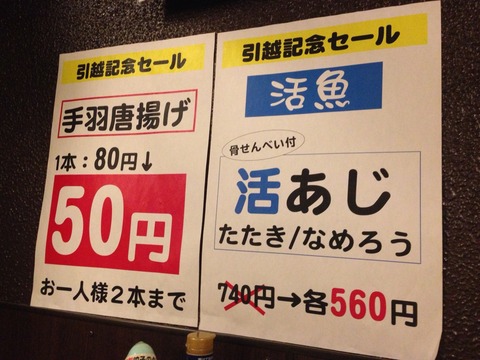 引越記念セール
手羽唐揚げ
1本：80円↓
50円
お一人様２本まで
引越記念セール
活魚
骨せんべい付
活あじ
たたき/なめろう
740円→各560円